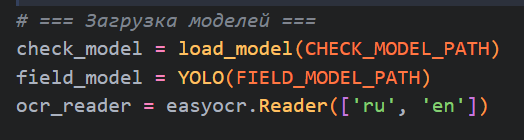 # === Загрузка моделей ===
check_model = load_model(CHECK_MODEL_PATH)
field_model = YOLO(FIELD_MODEL_PATH)
ocr_reader = easyocr.Reader(['ru', 'en'])